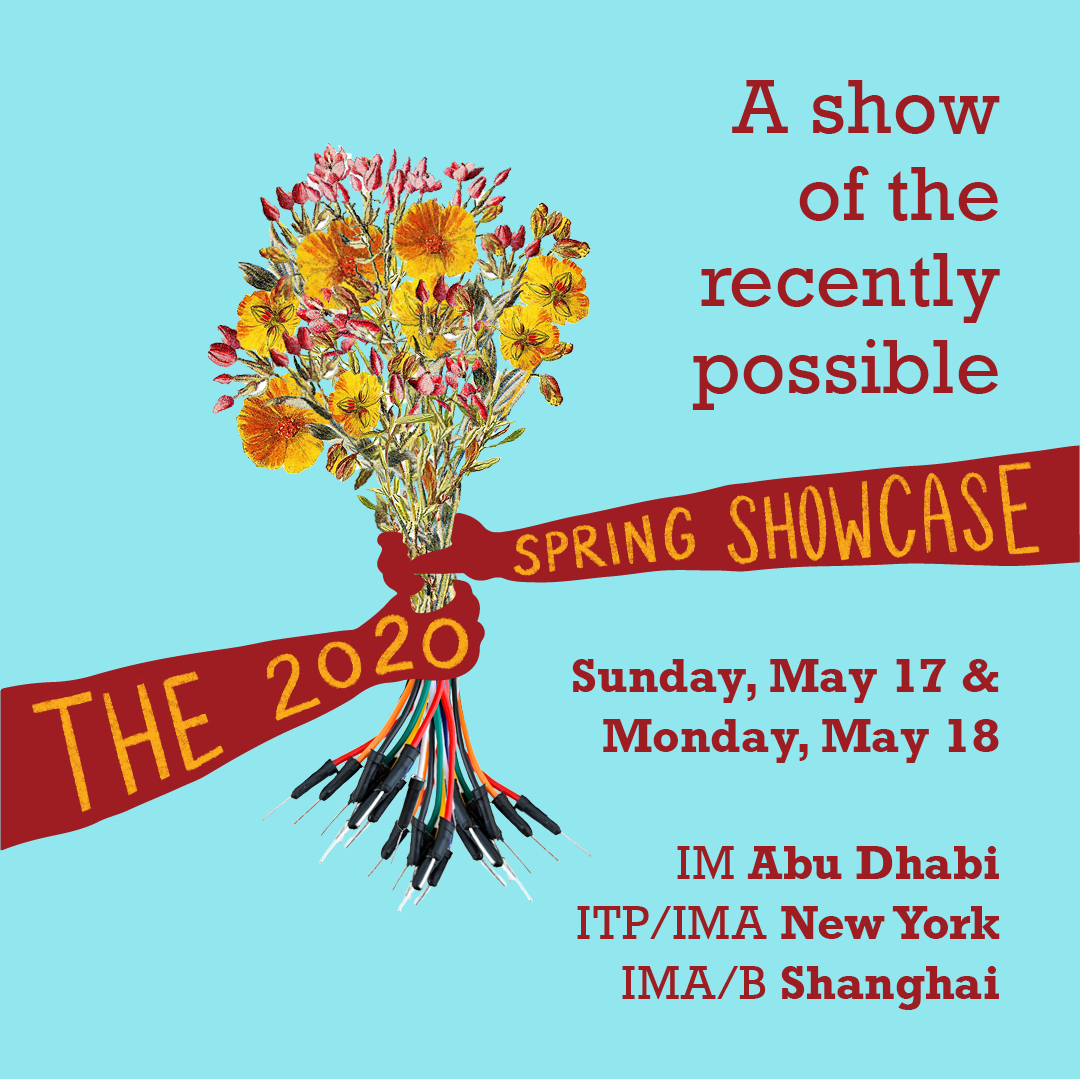 A show
of the
recently
possible
THE 2020
SPRING SHOWCASE
Sunday, May 17 &
Monday, May 18
IM Abu Dhabi
ITP/IMA New York
IMA/B Shanghai